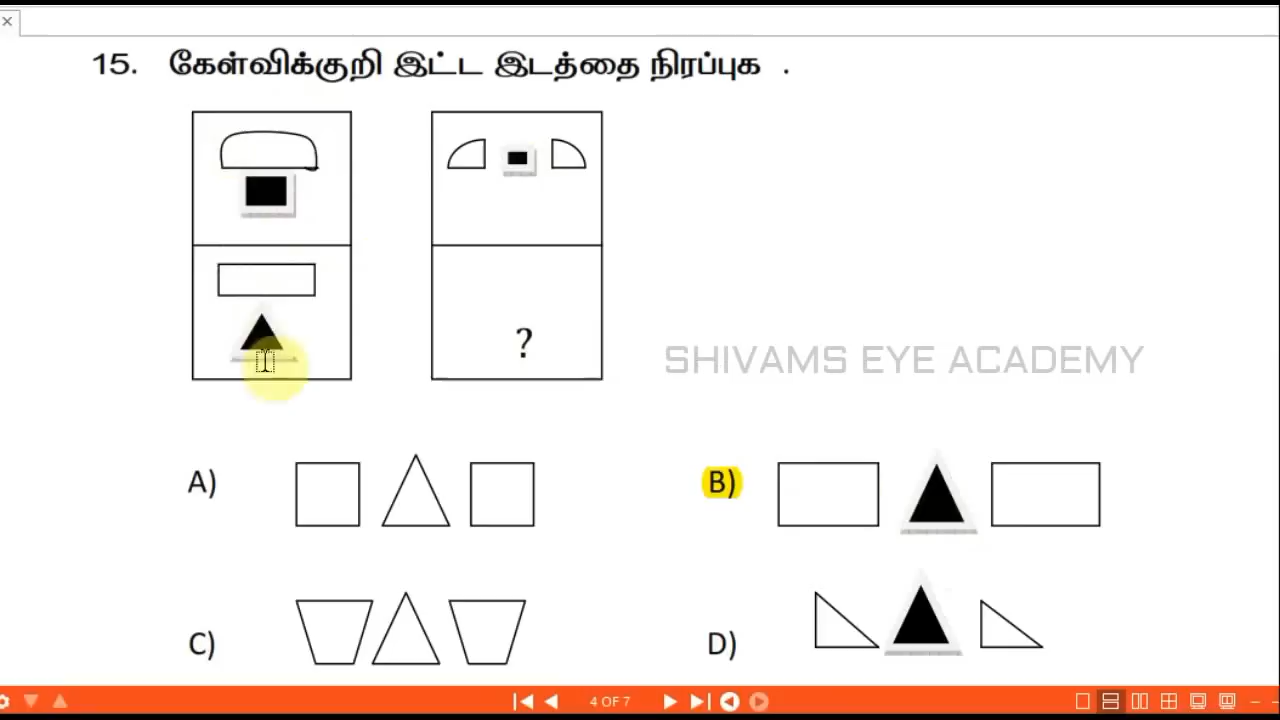 15. கேள்விக்குறி இட்ட இடத்தை நிரப்புக .
?
SHIVAMS EYE ACADEMY
A)
B)
C)
D)
4 OF 7